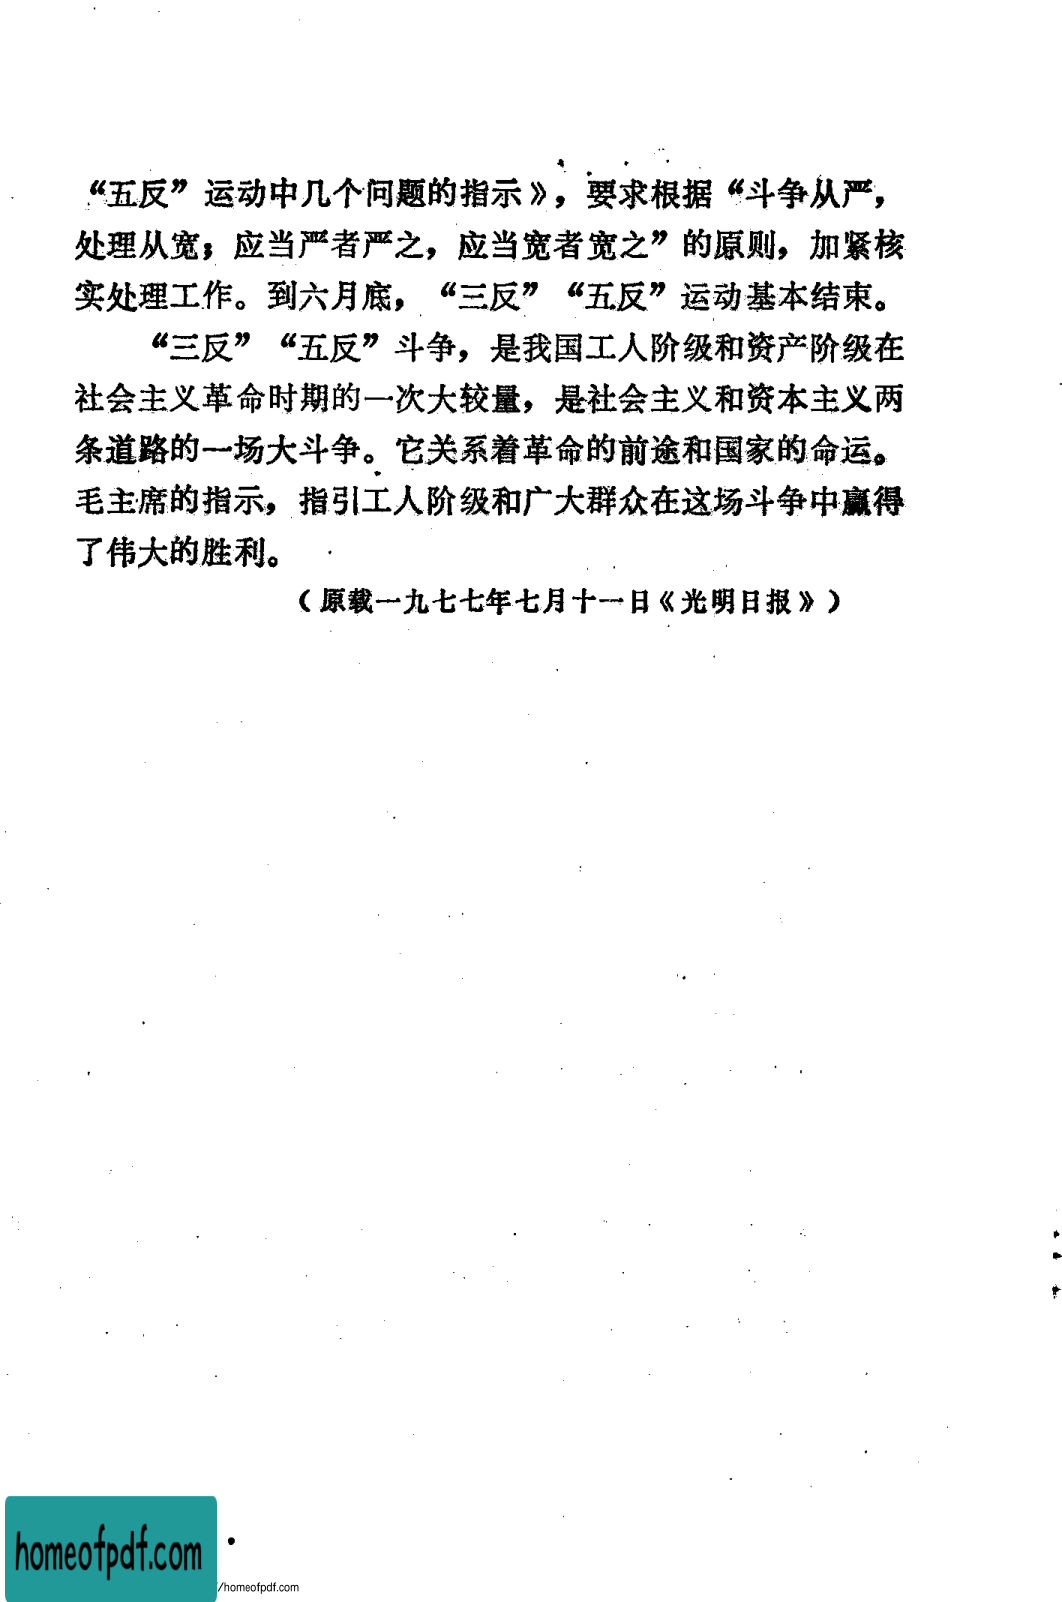 “五反”运动中几个问题的指示》，要求根据“斗争从严，
处理从宽；应当严者严之，应当宽者宽之”的原则，加紧核
实处理工作。到六月底，“三反”“五反”运动基本结束。
“三反”“五反”斗争，是我国工人阶级和资产阶级在
社会主义革命时期的一次大较量，是社会主义和资本主义两
条道路的一场大斗争。它关系着革命的前途和国家的命运。
毛主席的指示，指引工人阶级和广大群众在这场斗争中赢得
了伟大的胜利。
（原载一九七七年七月十一日《光明日报》）
homeofpdf.com
/homeofpdf.com